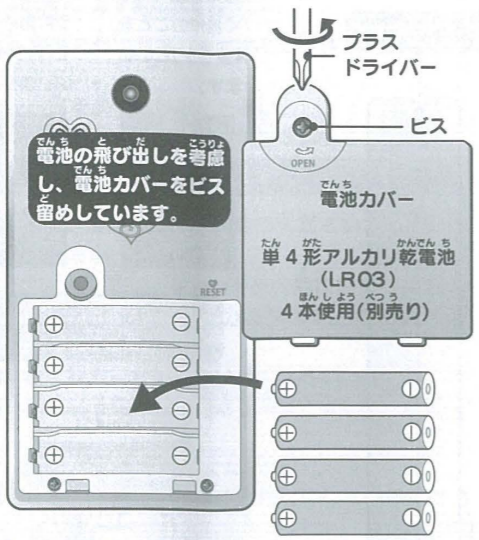 プラス
ドライバー
ビス
OPEN
電池の飛び出しを考慮
し、電池カバーをビス
留めしています。
電池カバー
単4形アルカリ乾電池
(LR03)
4本使用(別売り)
RESET